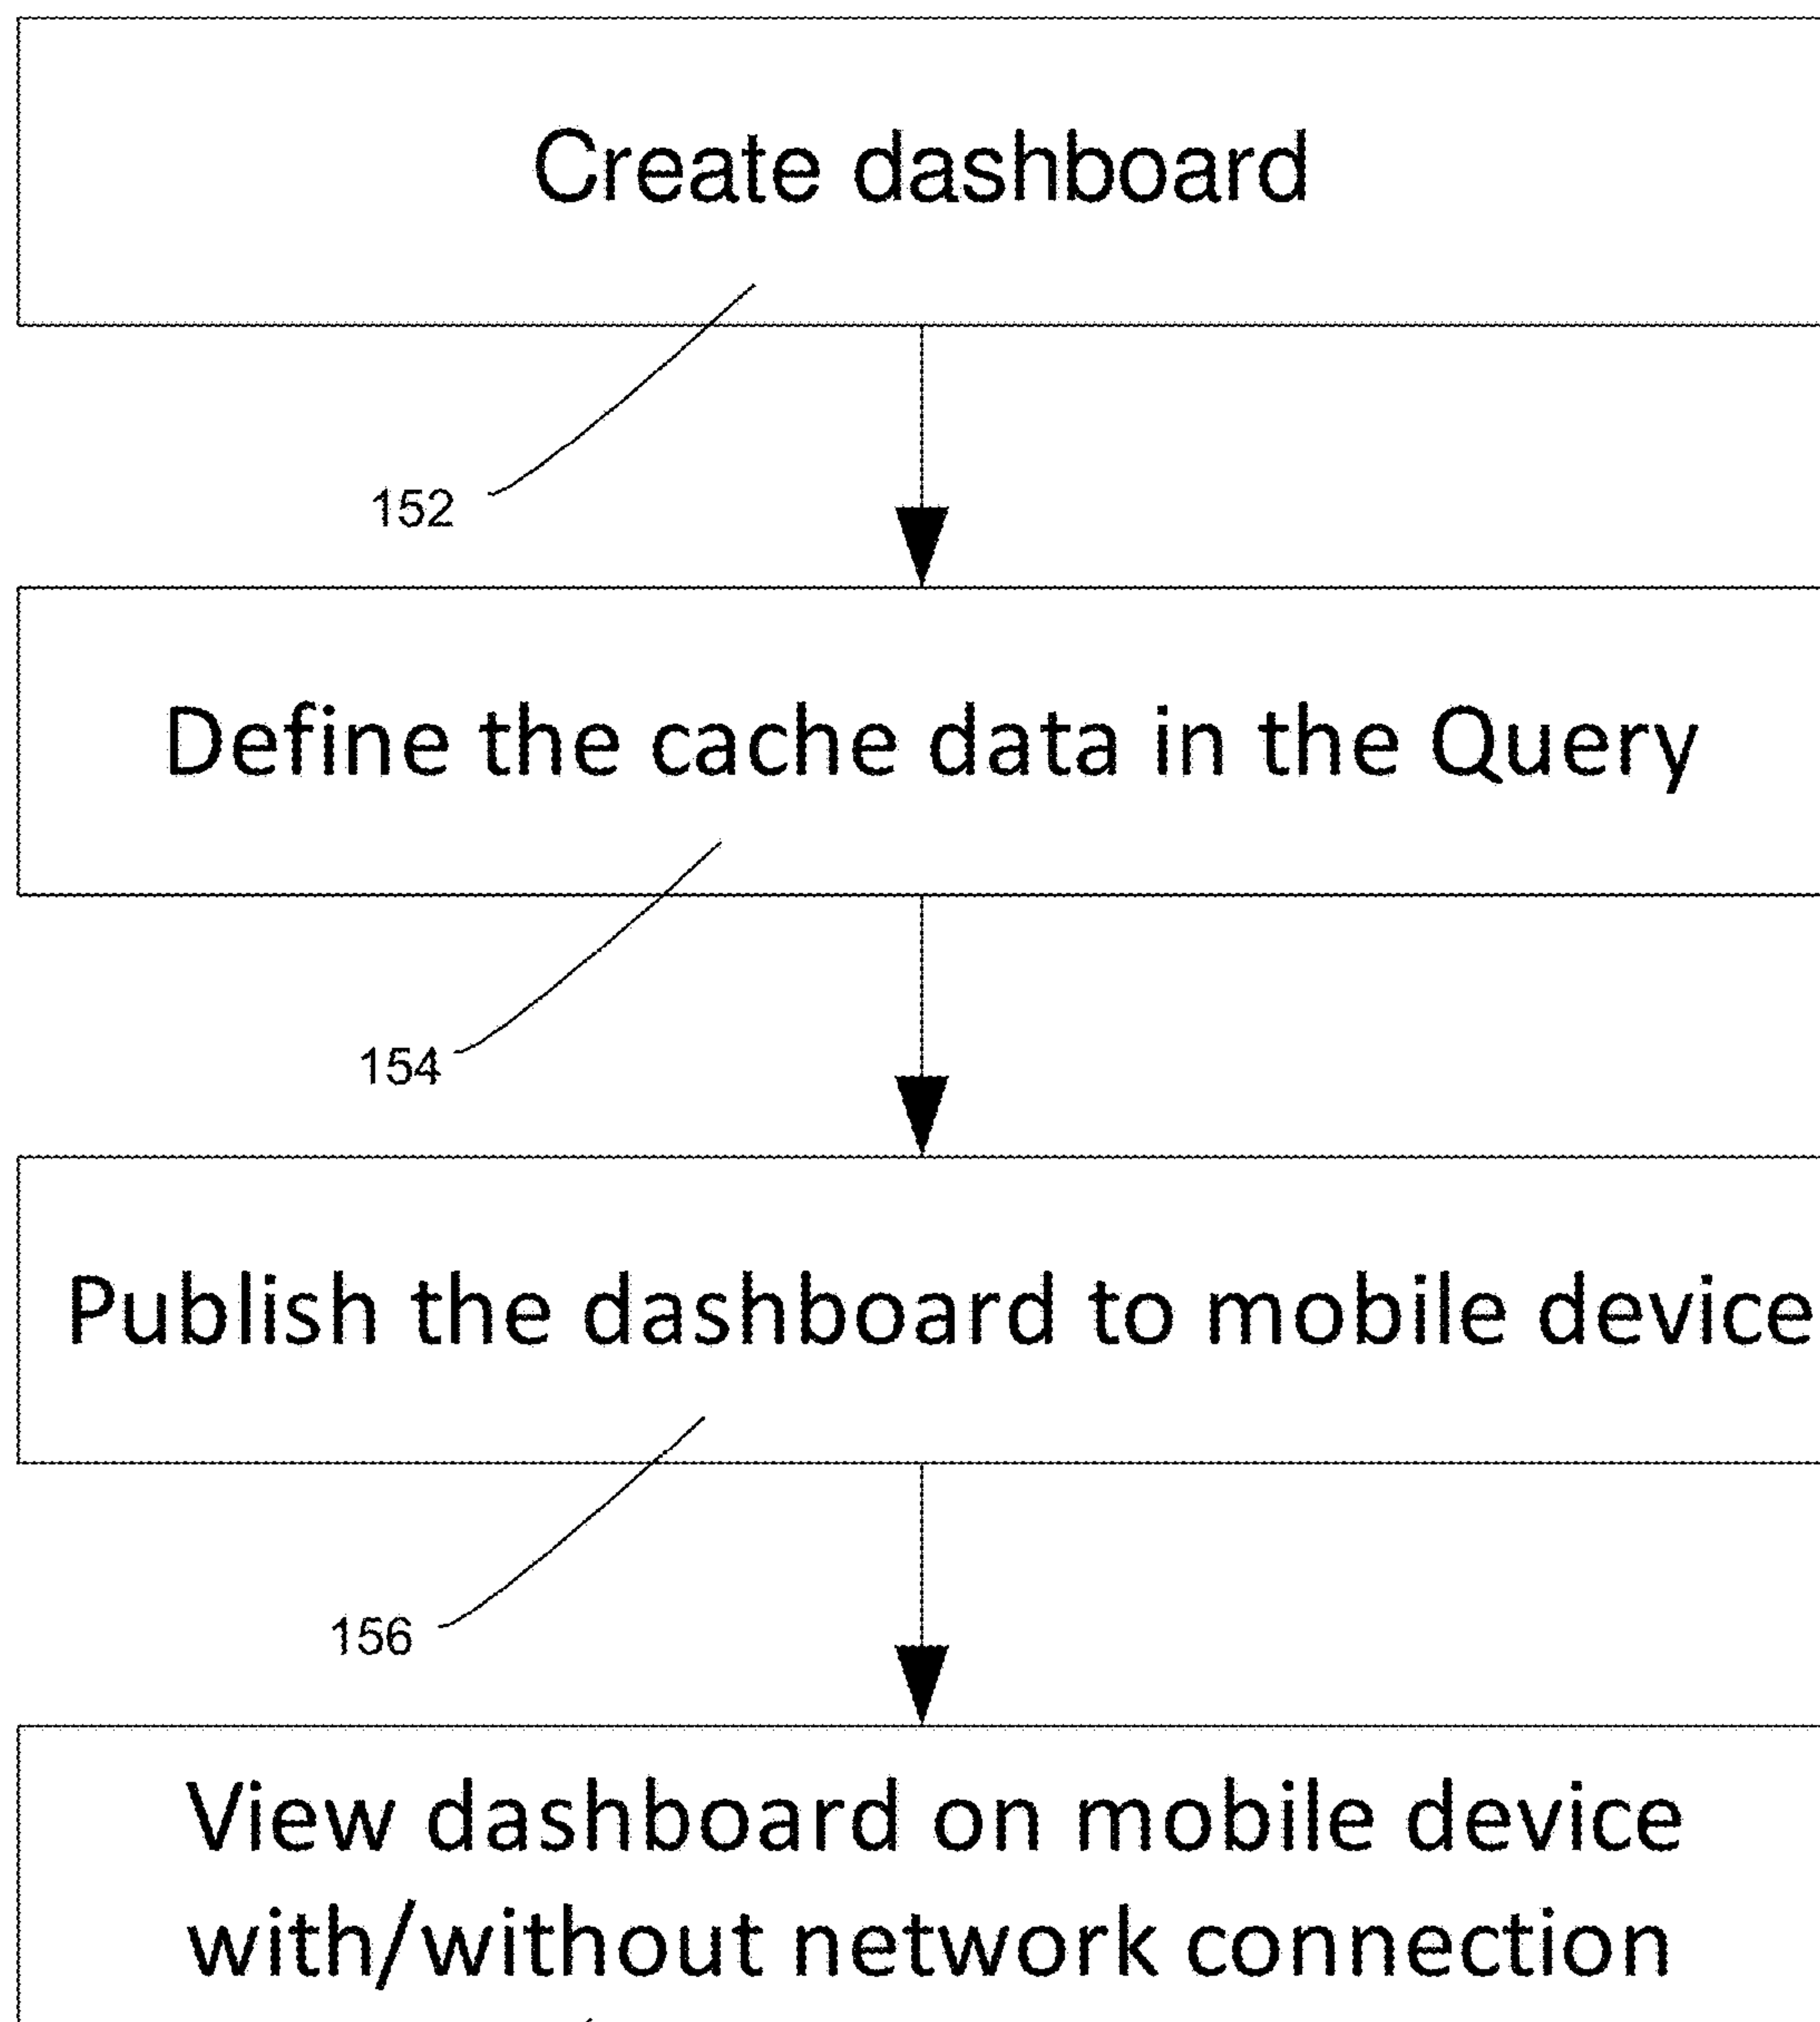 Create dashboard
152
Define the cache data in the Query
154
Publish the dashboard to mobile device
156
View dashboard on mobile device
with/without network connection